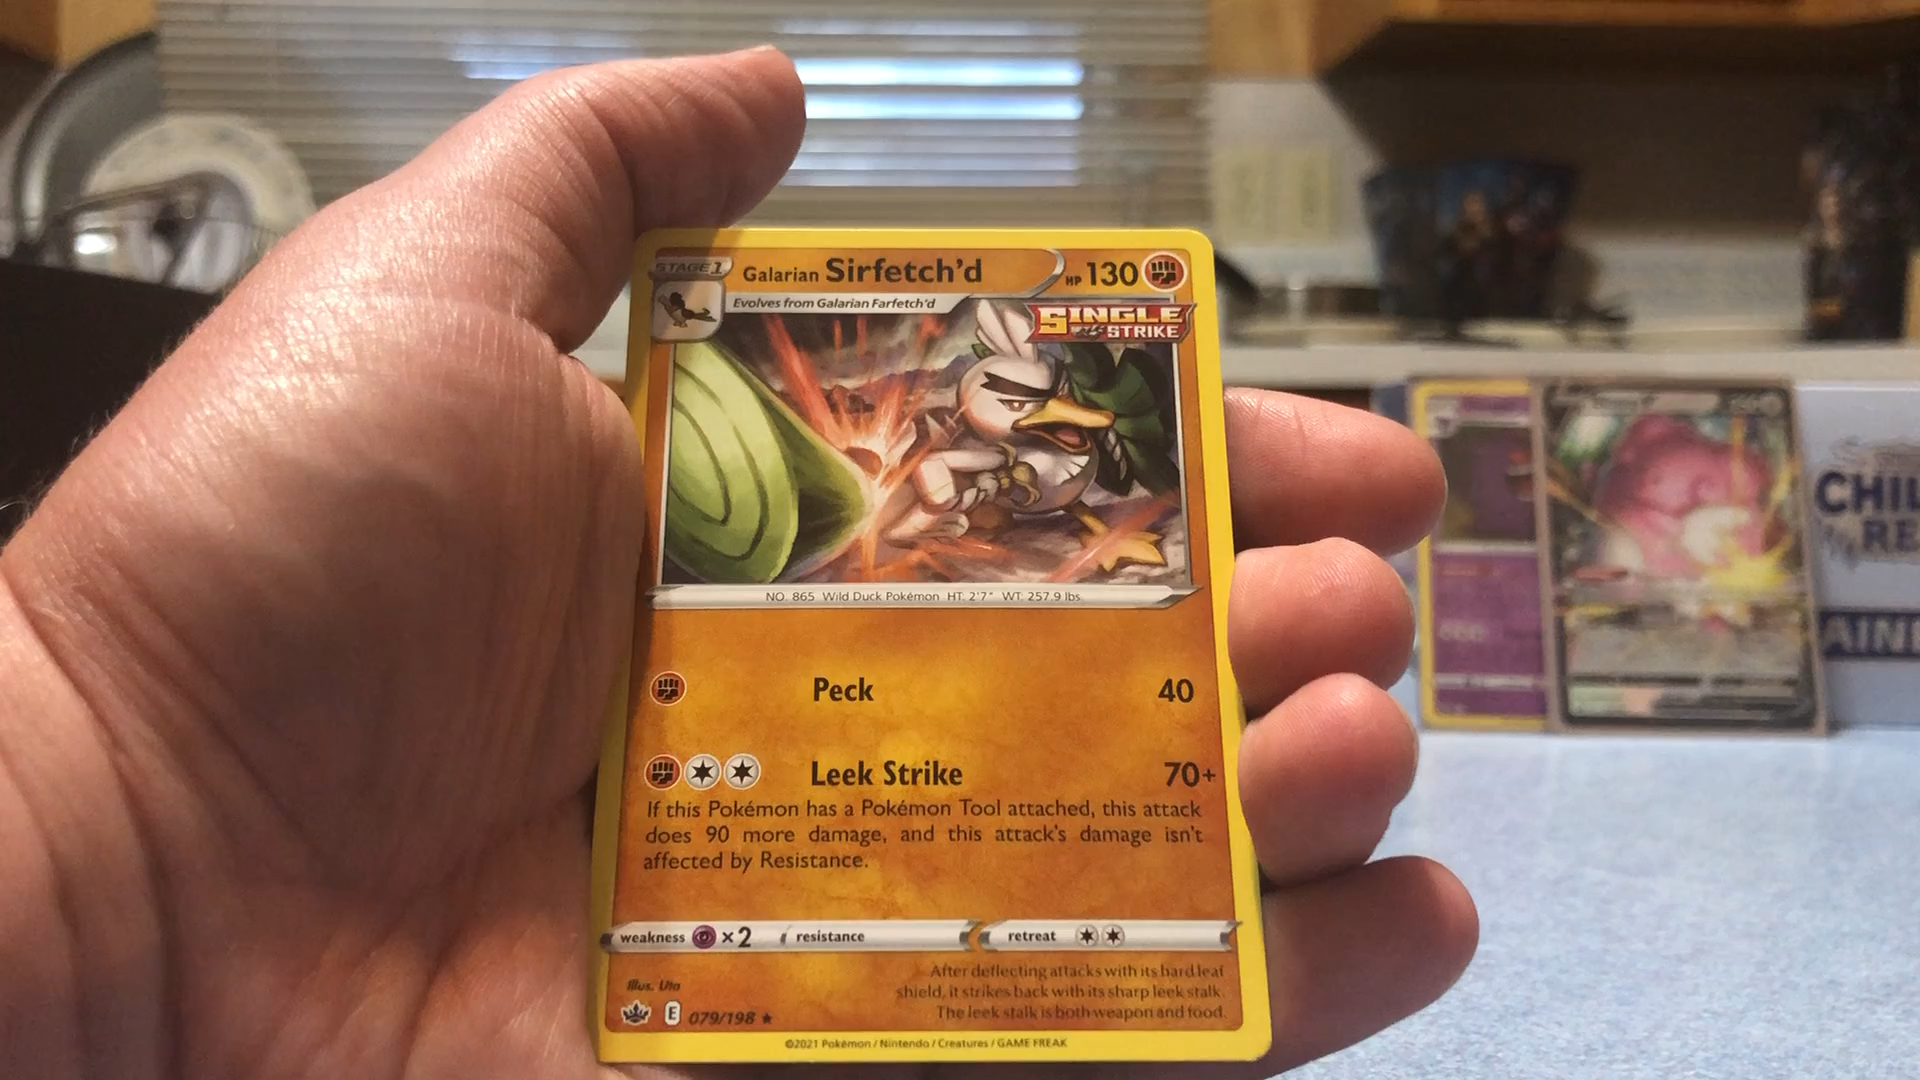 STAGE 1
Galarian Sirfetch'd
HP 130
Evolves from Galarian Farfetch'd
SINGLE
STRIKE
NO. 865 Wild Duck Pokémon HT: 2'7" WT: 257.9 lbs.
Peck 40
Leek Strike 70+
If this Pokémon has a Pokémon Tool attached, this attack
does 90 more damage, and this attack's damage isn't
affected by Resistance.
weakness ×2 resistance retreat
Illus. Uta
After deflecting attacks with its hard leaf
shield, it strikes back with its sharp leek stalk.
The leek stalk is both weapon and food.
E 079/198 ★
©2021 Pokémon / Nintendo / Creatures / GAME FREAK
CHIL
RE
AINE